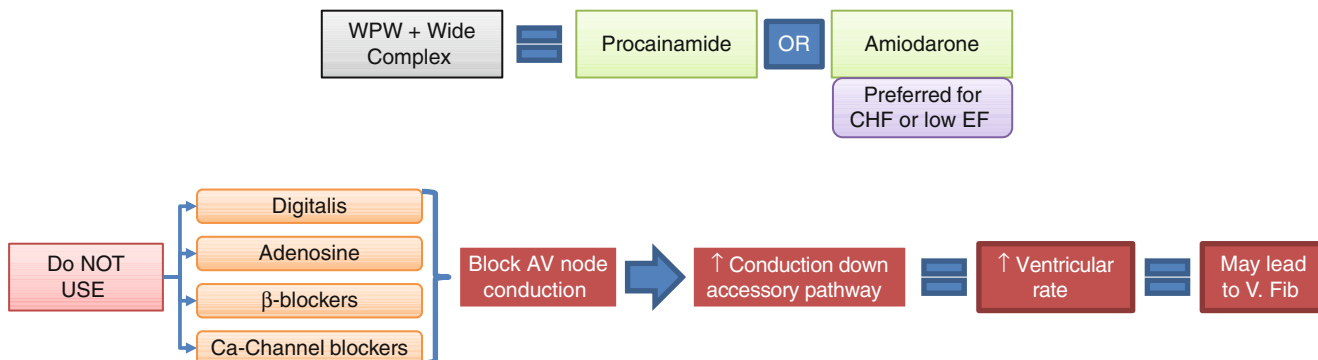 WPW + Wide
Complex
Procainamide
OR
Amiodarone
Preferred for
CHF or low EF
Do NOT
USE
Digitalis
Adenosine
β-blockers
Ca-Channel blockers
Block AV node
conduction
↑ Conduction down
accessory pathway
↑ Ventricular
rate
May lead
to V. Fib